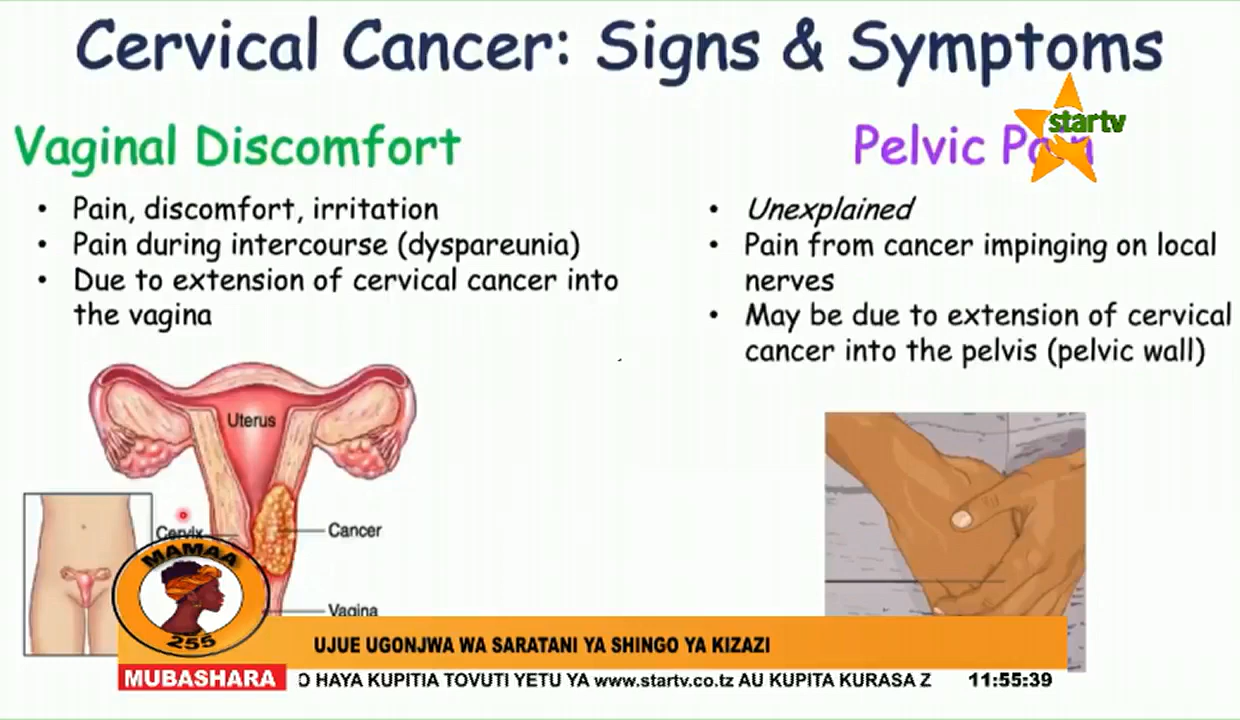 Cervical Cancer: Signs & Symptoms
startv
Vaginal Discomfort
• Pain, discomfort, irritation
• Pain during intercourse (dyspareunia)
• Due to extension of cervical cancer into
the vagina
Pelvic
• Unexplained
• Pain from cancer impinging on local
nerves
• May be due to extension of cervical
cancer into the pelvis (pelvic wall)
Uterus
Cervix
Cancer
Vagina
MAMAA
255
UJUE UGONJWA WA SARATANI YA SHINGO YA KIZAZI
MUBASHARA
HAYA KUPITIA TOVUTI YETU YA www.startv.co.tz AU KUPITA KURASA Z
11:55:39